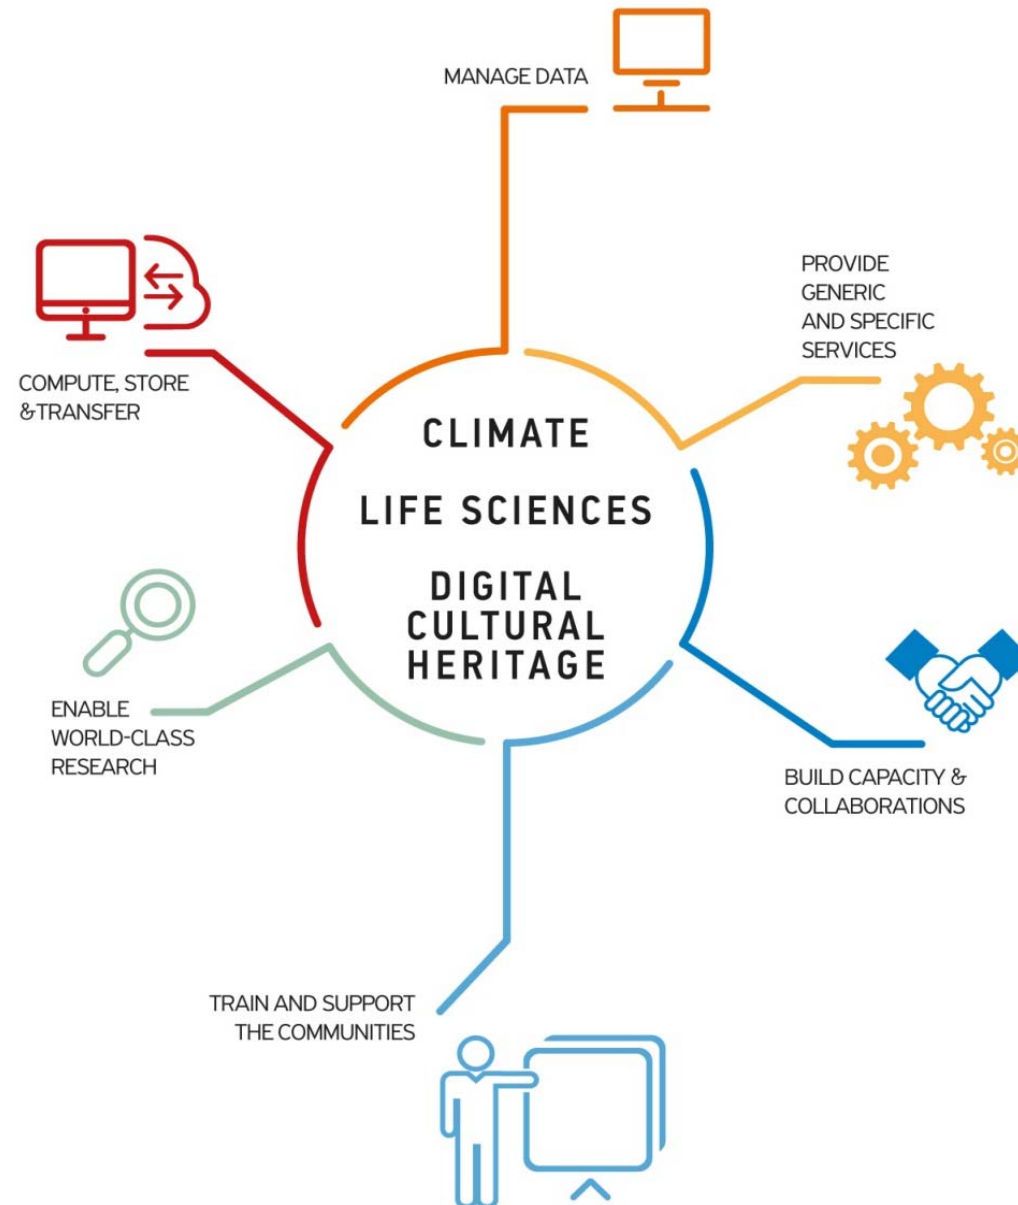 MANAGE DATA
PROVIDE
GENERIC
AND SPECIFIC
SERVICES
COMPUTE, STORE
&TRANSFER
CLIMATE
LIFE SCIENCES
DIGITAL
CULTURAL
HERITAGE
ENABLE
WORLD-CLASS
RESEARCH
BUILD CAPACITY &
COLLABORATIONS
TRAIN AND SUPPORT
THE COMMUNITIES